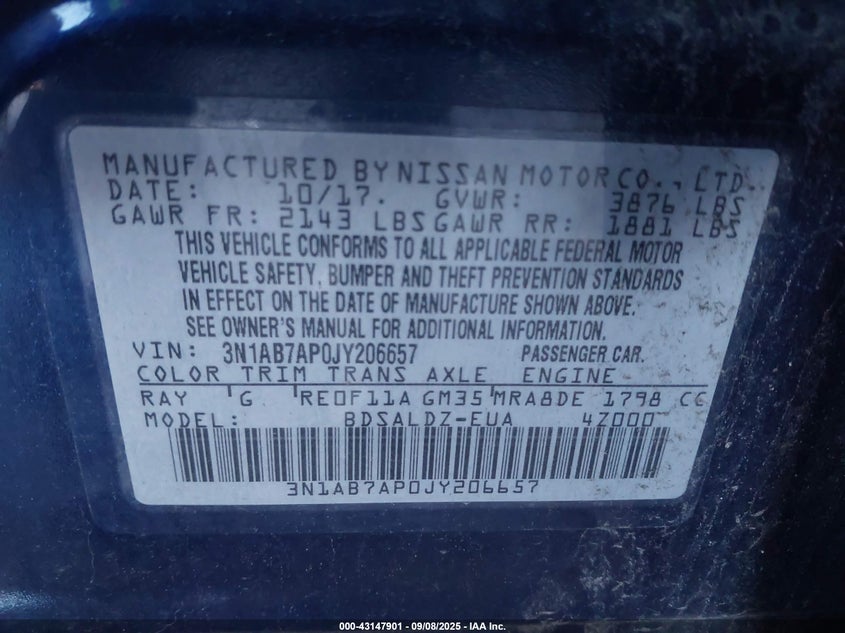 MANUFACTURED BY NISSAN MOTOR CO., LTD.
DATE: 10/17. GVWR: 3876 LBS
GAWR FR: 2143 LBS GAWR RR: 1881 LBS
THIS VEHICLE CONFORMS TO ALL APPLICABLE FEDERAL MOTOR
VEHICLE SAFETY, BUMPER AND THEFT PREVENTION STANDARDS
IN EFFECT ON THE DATE OF MANUFACTURE SHOWN ABOVE.
SEE OWNER'S MANUAL FOR ADDITIONAL INFORMATION.
VIN: 3N1AB7AP0JY206657 PASSENGER CAR.
COLOR TRIM TRANS AXLE ENGINE
RAY G RE0F11A GM35 MRA8DE 1798 CC
MODEL: BDSALDZ-EUA 4Z000
3N1AB7AP0JY206657
000-43147901 - 09/08/2025 - IAA Inc.